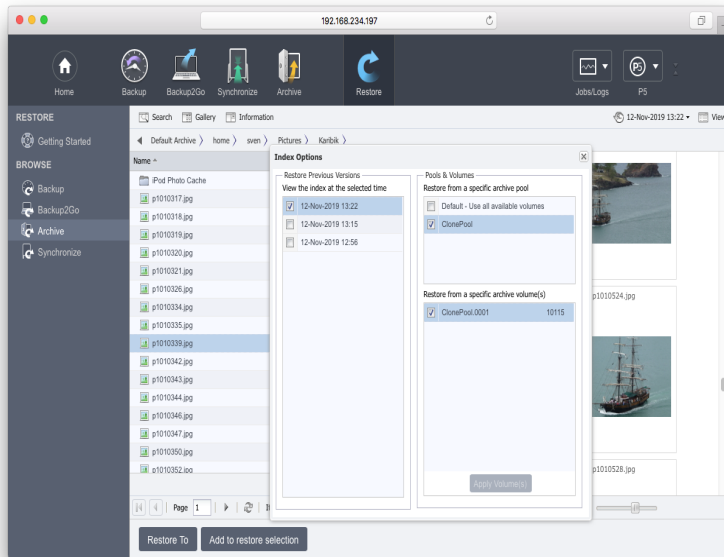 192.168.234.197
Home
Backup
Backup2Go
Synchronize
Archive
Restore
Jobs/Logs
P5
P5
RESTORE
Getting Started
BROWSE
Backup
Backup2Go
Archive
Synchronize
Search
Gallery
Information
12-Nov-2019 13:22
View
Default Archive
home
sven
Pictures
Karibik
Name
iPod Photo Cache
p1010317.jpg
p1010318.jpg
p1010319.jpg
p1010320.jpg
p1010321.jpg
p1010326.jpg
p1010334.jpg
p1010335.jpg
p1010339.jpg
p1010342.jpg
p1010343.jpg
p1010344.jpg
p1010346.jpg
p1010347.jpg
p1010350.jpg
p1010352.jpg
Index Options
Restore Previous Versions
View the index at the selected time
12-Nov-2019 13:22
12-Nov-2019 13:15
12-Nov-2019 12:56
Pools & Volumes
Restore from a specific archive pool
Default - Use all available volumes
ClonePool
Restore from a specific archive volume(s)
ClonePool.0001 10115
Apply Volume(s)
p1010524.jpg
p1010528.jpg
Page 1
Restore To
Add to restore selection